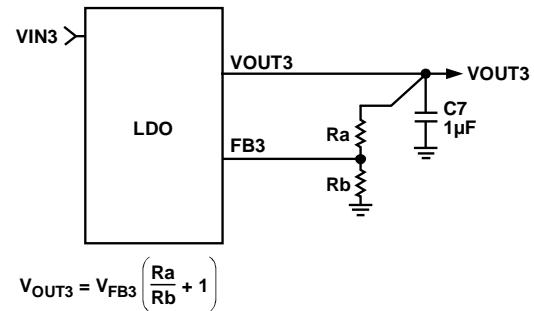 VIN3
VOUT3
VOUT3
C7
1µF
LDO
Ra
FB3
Rb
VOUT3 = VFB3 (Ra/Rb + 1)